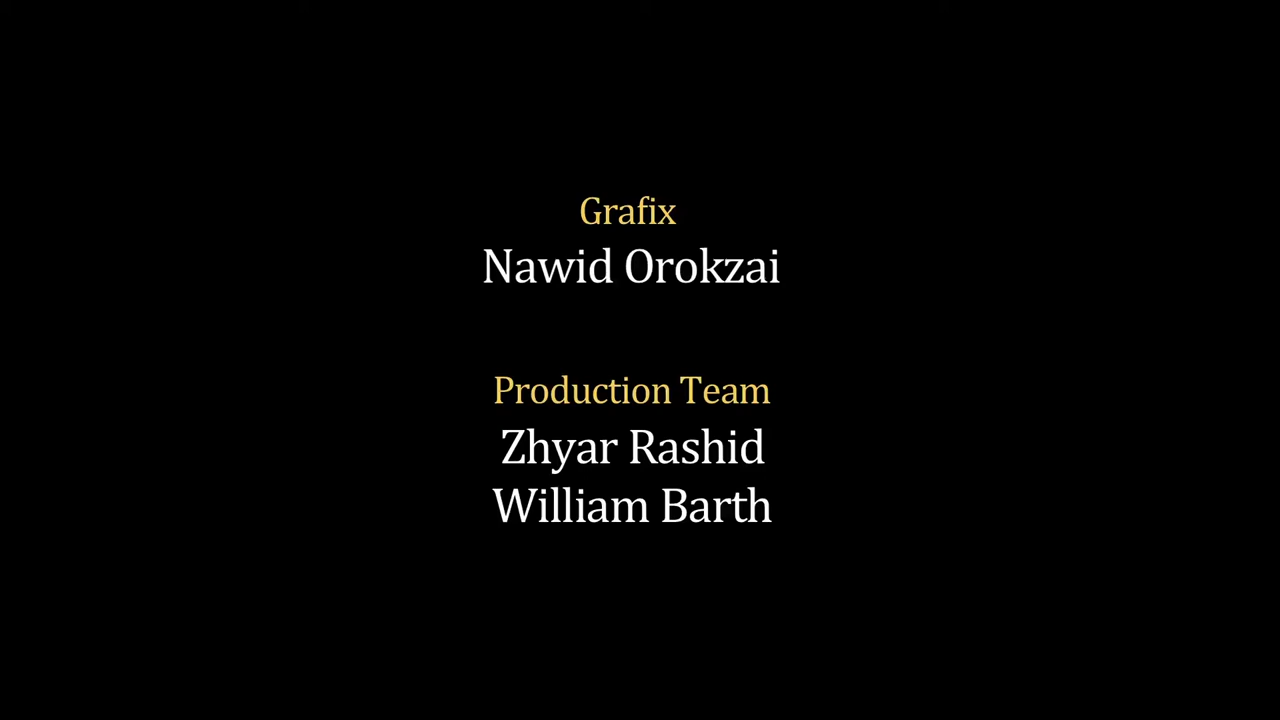 Grafix
Nawid Orokzai
Production Team
Zhyar Rashid
William Barth